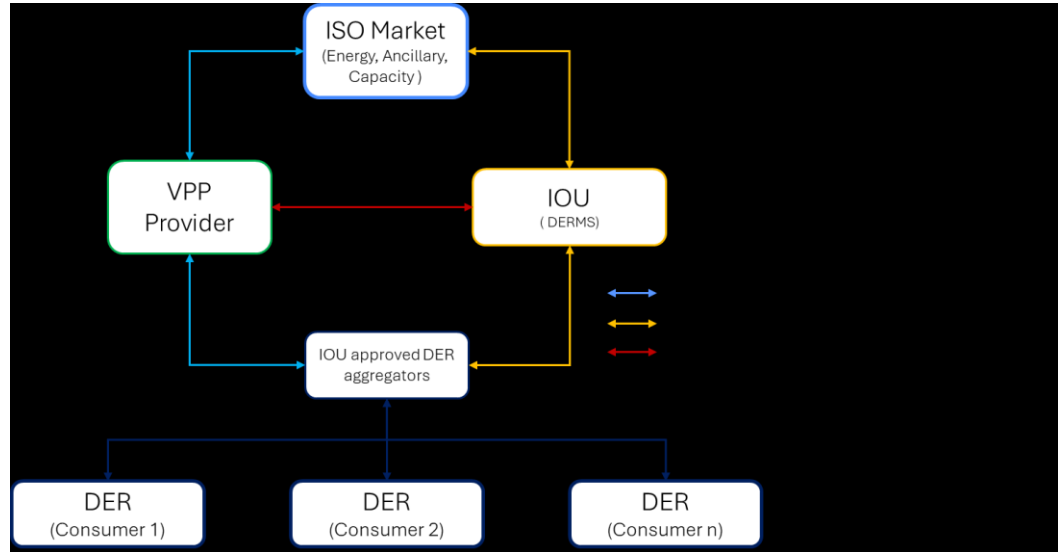 ISO Market
(Energy, Ancillary,
Capacity )
VPP
Provider
IOU
( DERMS)
IOU approved DER
aggregators
DER
(Consumer 1)
DER
(Consumer 2)
DER
(Consumer n)